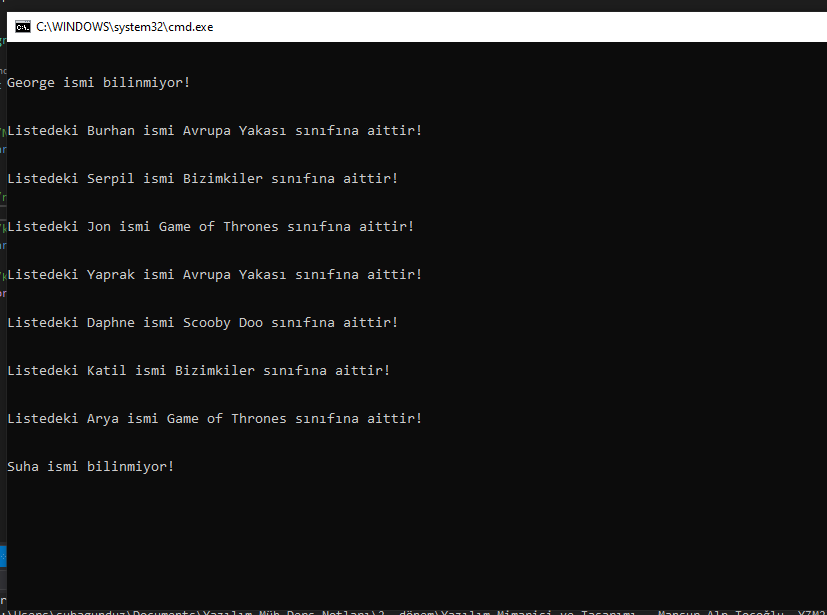 C:\WINDOWS\system32\cmd.exe
George ismi bilinmiyor!
Listedeki Burhan ismi Avrupa Yakası sınıfına aittir!
Listedeki Serpil ismi Bizimkiler sınıfına aittir!
Listedeki Jon ismi Game of Thrones sınıfına aittir!
Listedeki Yaprak ismi Avrupa Yakası sınıfına aittir!
Listedeki Daphne ismi Scooby Doo sınıfına aittir!
Listedeki Katil ismi Bizimkiler sınıfına aittir!
Listedeki Arya ismi Game of Thrones sınıfına aittir!
Suha ismi bilinmiyor!